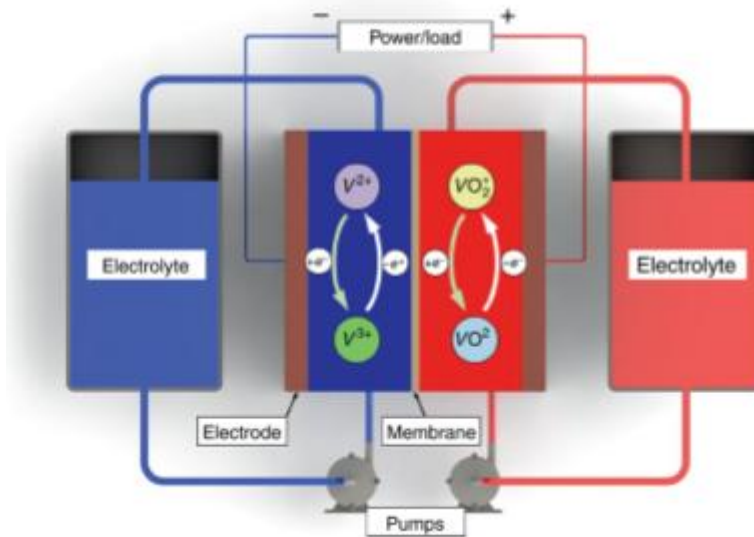 − +
Power/load
V²⁺
VO₂⁺
Electrolyte
+e⁻
−e⁻
+e⁻
−e⁻
Electrolyte
V³⁺
VO²
Electrode
Membrane
Pumps